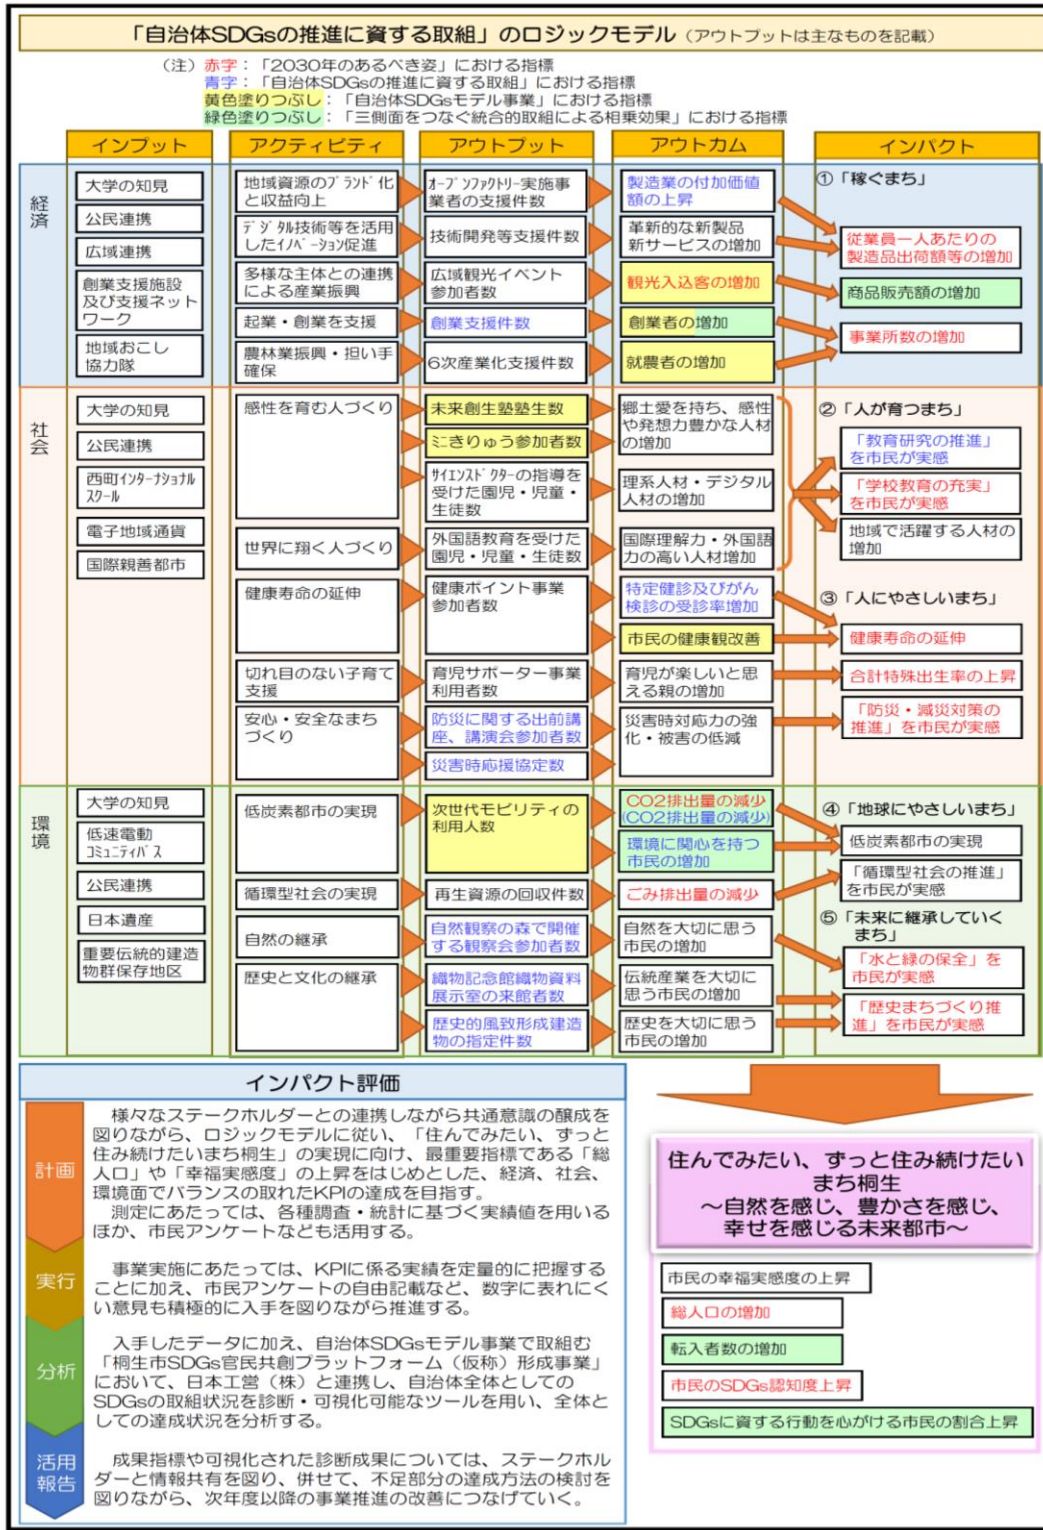 「自治体SDGsの推進に資する取組」のロジックモデル（アウトプットは主なものを記載）
（注）赤字：「2030年のあるべき姿」における指標
青字：「自治体SDGsの推進に資する取組」における指標
黄色塗りつぶし：「自治体SDGsモデル事業」における指標
緑色塗りつぶし：「三側面をつなぐ統合的取組による相乗効果」における指標
インプット
アクティビティ
アウトプット
アウトカム
インパクト
経済
大学の知見
公民連携
広域連携
創業支援施設
及び支援ネット
ワーク
地域おこし
協力隊
地域資源のブランド化
と収益向上
デジタル技術等を活用
したイノベーション促進
多様な主体との連携
による産業振興
起業・創業を支援
農林業振興・担い手
確保
オープンファクトリー実施事
業者の支援件数
技術開発等支援件数
広域観光イベント
参加者数
創業支援件数
6次産業化支援件数
製造業の付加価値
額の上昇
革新的な新製品
新サービスの増加
観光入込客の増加
創業者の増加
就農者の増加
①「稼ぐまち」
従業員一人あたりの
製造品出荷額等の増加
商品販売額の増加
事業所数の増加
社会
大学の知見
公民連携
西町インターナショナル
スクール
電子地域通貨
国際親善都市
感性を育む人づくり
世界に翔く人づくり
健康寿命の延伸
切れ目のない子育て
支援
安心・安全なまち
づくり
未来創生塾塾生数
ミニきりゅう参加者数
サイエンスドクターの指導を
受けた園児・児童・
生徒数
外国語教育を受けた
園児・児童・生徒数
健康ポイント事業
参加者数
育児サポーター事業
利用者数
防災に関する出前講
座、講演会参加者数
災害時応援協定数
郷土愛を持ち、感性
や発想力豊かな人材
の増加
理系人材・デジタル
人材の増加
国際理解力・外国語
力の高い人材増加
特定健診及びがん
検診の受診率増加
市民の健康観改善
育児が楽しいと思
える親の増加
災害時対応力の強
化・被害の低減
②「人が育つまち」
「教育研究の推進」
を市民が実感
「学校教育の充実」
を市民が実感
地域で活躍する人材の
増加
③「人にやさしいまち」
健康寿命の延伸
合計特殊出生率の上昇
「防災・減災対策の
推進」を市民が実感
環境
大学の知見
低速電動
コミュニティバス
公民連携
日本遺産
重要伝統的建造
物群保存地区
低炭素都市の実現
循環型社会の実現
自然の継承
歴史と文化の継承
次世代モビリティの
利用人数
再生資源の回収件数
自然観察の森で開催
する観察会参加者数
織物記念館織物資料
展示室の来館者数
歴史的風致形成建造
物の指定件数
CO2排出量の減少
(CO2排出量の減少)
環境に関心を持つ
市民の増加
ごみ排出量の減少
自然を大切に思う
市民の増加
伝統産業を大切に
思う市民の増加
歴史を大切に思う
市民の増加
④「地球にやさしいまち」
低炭素都市の実現
「循環型社会の推進」
を市民が実感
⑤「未来に継承していく
まち」
「水と緑の保全」を
市民が実感
「歴史まちづくり推
進」を市民が実感
インパクト評価
計画
様々なステークホルダーとの連携しながら共通意識の醸成を
図りながら、ロジックモデルに従い、「住んでみたい、ずっと
住み続けたいまち桐生」の実現に向け、最重要指標である「総
人口」や「幸福実感度」の上昇をはじめとした、経済、社会、
環境面でバランスの取れたKPIの達成を目指す。
測定にあたっては、各種調査・統計に基づく実績値を用いる
ほか、市民アンケートなども活用する。
実行
事業実施にあたっては、KPIに係る実績を定量的に把握する
ことに加え、市民アンケートの自由記載など、数字に表れにく
い意見も積極的に入手を図りながら推進する。
分析
入手したデータに加え、自治体SDGsモデル事業で取組む
「桐生市SDGs官民共創プラットフォーム（仮称）形成事業」
において、日本工営（株）と連携し、自治体全体としての
SDGsの取組状況を診断・可視化可能なツールを用い、全体と
しての達成状況を分析する。
活用
報告
成果指標や可視化された診断成果については、ステークホル
ダーと情報共有を図り、併せて、不足部分の達成方法の検討を
図りながら、次年度以降の事業推進の改善につなげていく。
住んでみたい、ずっと住み続けたい
まち桐生
～自然を感じ、豊かさを感じ、
幸せを感じる未来都市～
市民の幸福実感度の上昇
総人口の増加
転入者数の増加
市民のSDGs認知度上昇
SDGsに資する行動を心がける市民の割合上昇